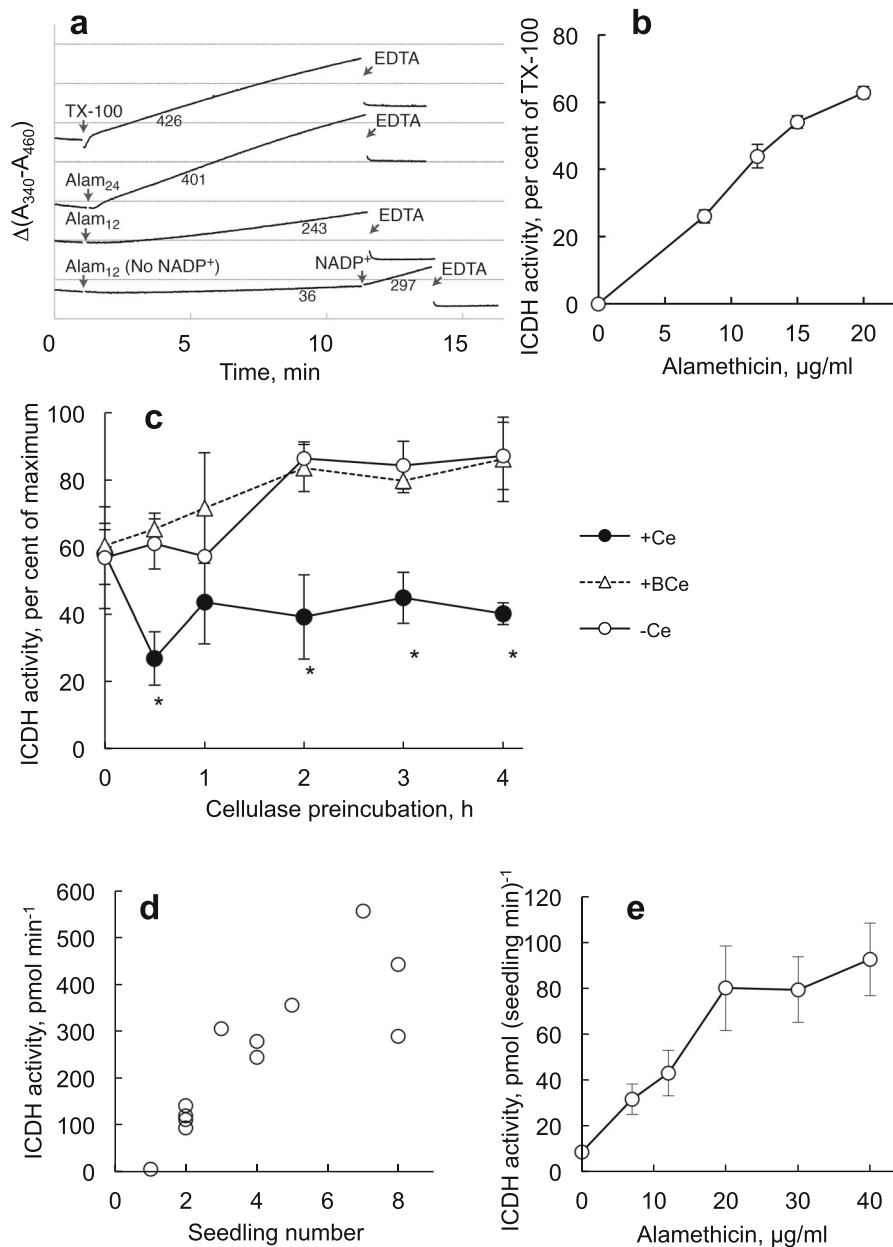 a
Δ(A340-A460)
TX-100
426
EDTA
Alam24
401
EDTA
Alam12
243
EDTA
Alam12 (No NADP+)
36
NADP+
297
EDTA
0 5 10 15
Time, min
b
ICDH activity, per cent of TX-100
80
60
40
20
0
0 5 10 15 20
Alamethicin, µg/ml
c
ICDH activity, per cent of maximum
100
80
60
40
20
0
* * * *
0 1 2 3 4
Cellulase preincubation, h
+Ce
+BCe
-Ce
d
ICDH activity, pmol min-1
600
500
400
300
200
100
0
0 2 4 6 8
Seedling number
e
ICDH activity, pmol (seedling min)-1
120
100
80
60
40
20
0
0 10 20 30 40
Alamethicin, µg/ml